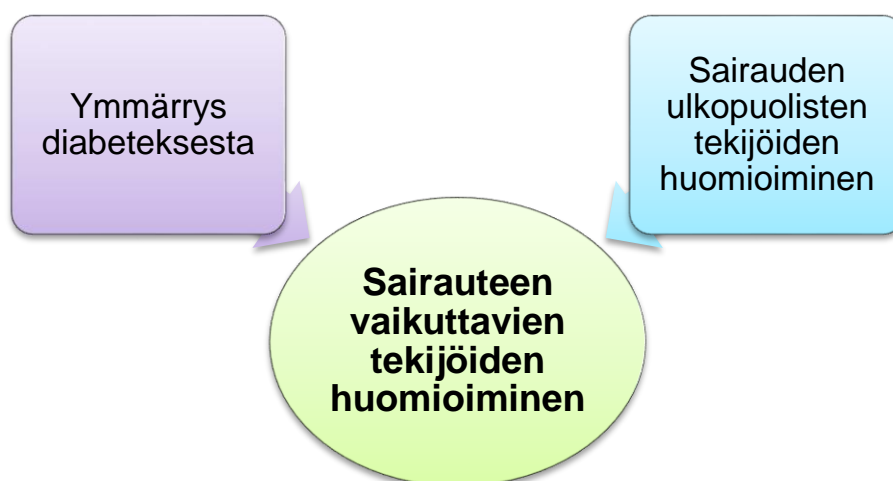 Ymmärrys
diabeteksesta
Sairauden
ulkopuolisten
tekijöiden
huomioiminen
Sairauteen
vaikuttavien
tekijöiden
huomioiminen